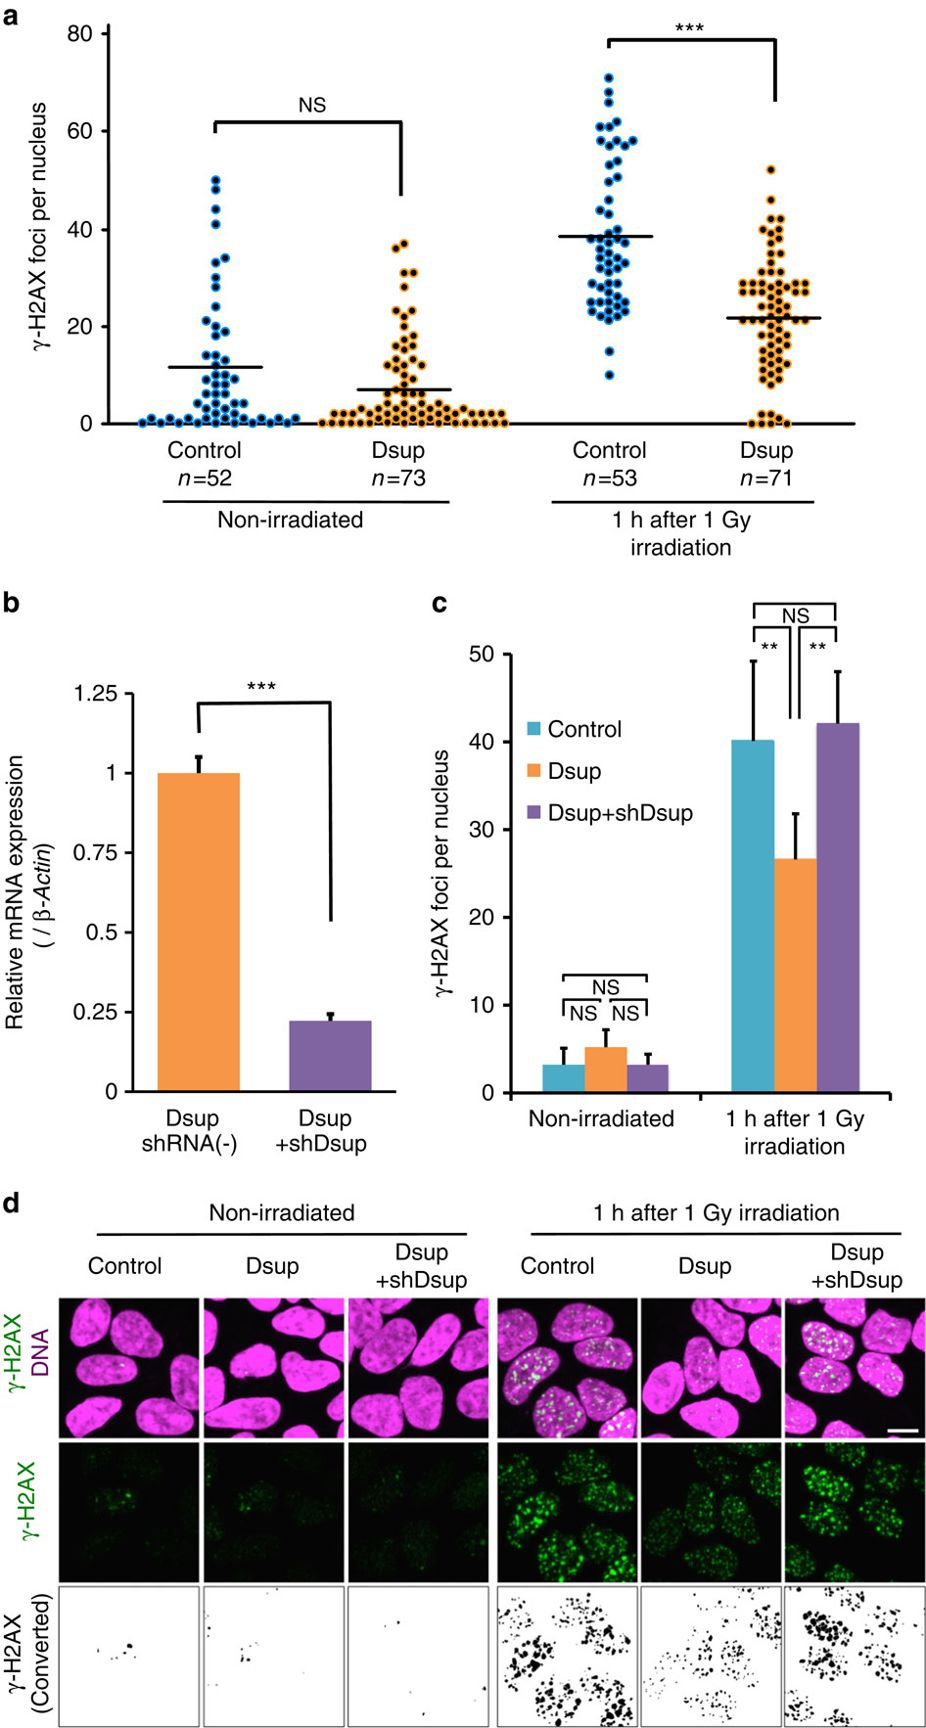 a
80
60
40
20
0
γ-H2AX foci per nucleus
NS
***
Control
n=52
Dsup
n=73
Control
n=53
Dsup
n=71
Non-irradiated
1 h after 1 Gy
irradiation
b
1.25
1
0.75
0.5
0.25
0
Relative mRNA expression
( / β-Actin)
***
Dsup
shRNA(-)
Dsup
+shDsup
c
50
40
30
20
10
0
γ-H2AX foci per nucleus
Control
Dsup
Dsup+shDsup
NS
NS
NS
NS
**
**
Non-irradiated
1 h after 1 Gy
irradiation
d
Non-irradiated
1 h after 1 Gy irradiation
Control
Dsup
Dsup
+shDsup
Control
Dsup
Dsup
+shDsup
γ-H2AX
DNA
γ-H2AX
γ-H2AX
(Converted)